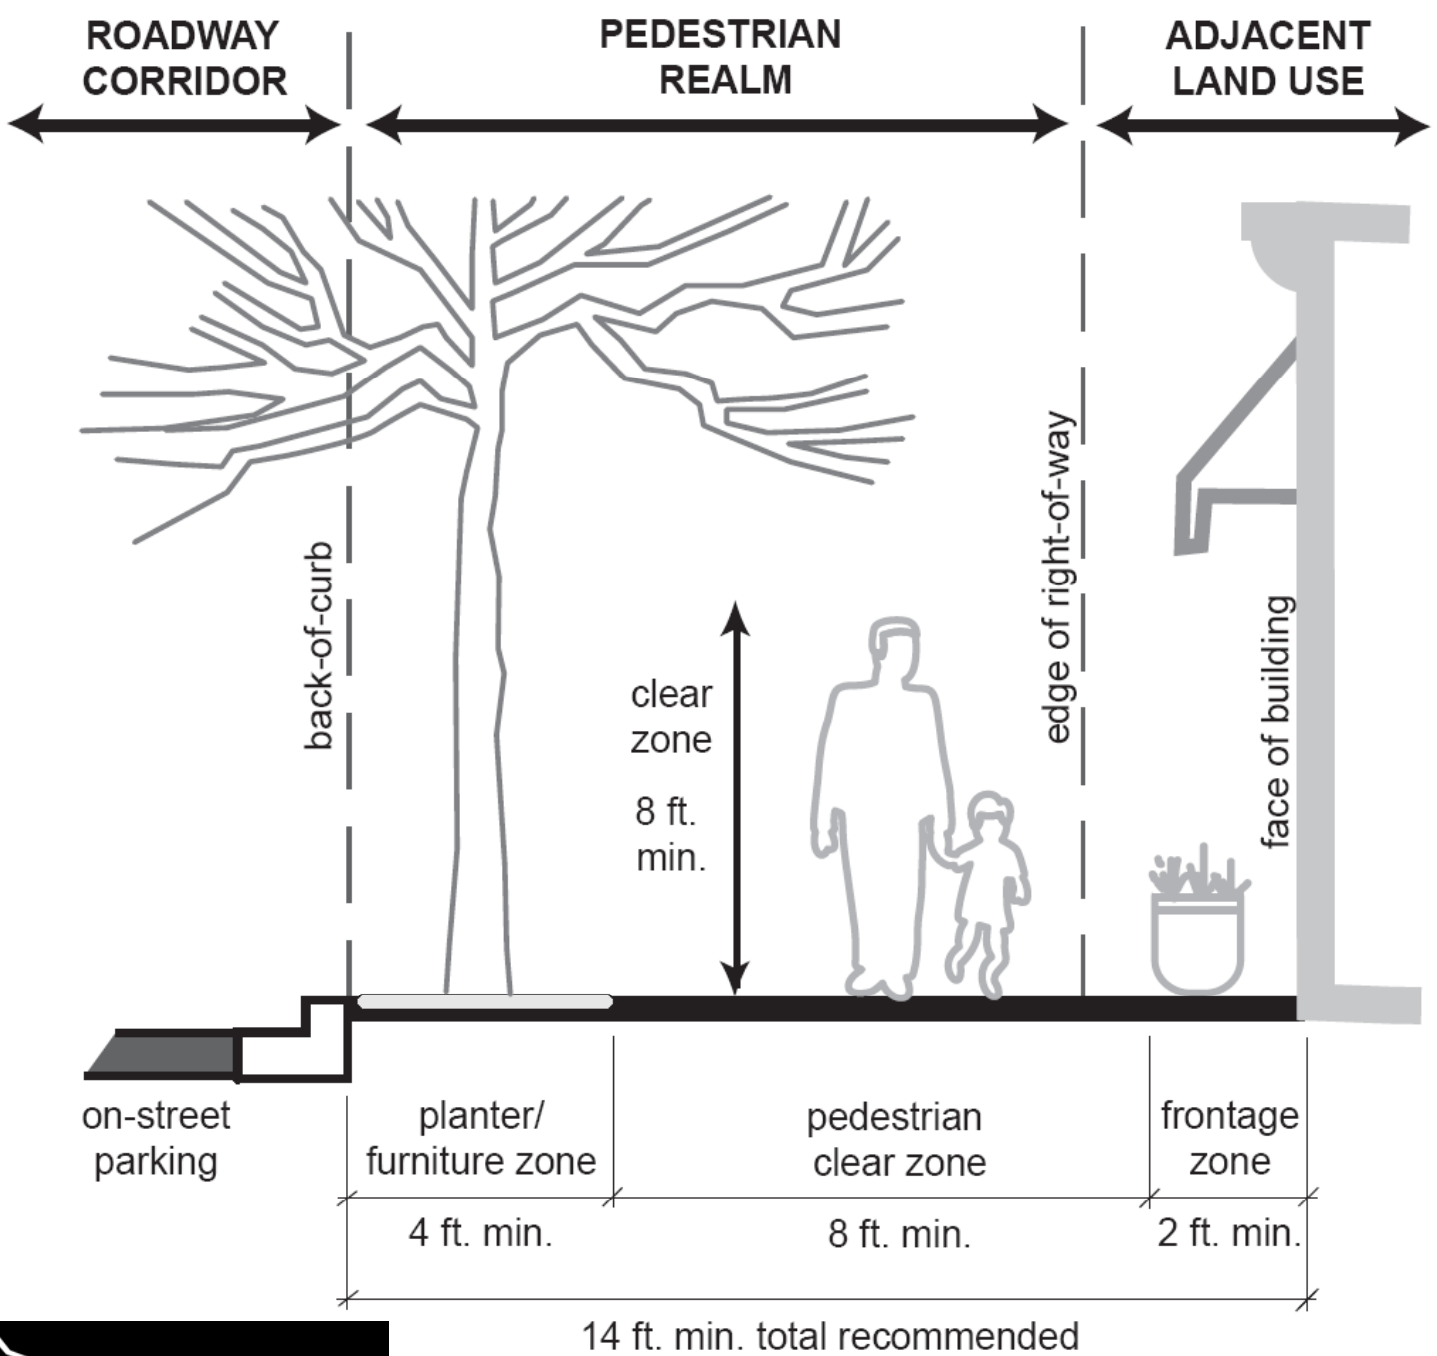 ROADWAY
CORRIDOR
PEDESTRIAN
REALM
ADJACENT
LAND USE
back-of-curb
edge of right-of-way
face of building
clear
zone
8 ft.
min.
on-street
parking
planter/
furniture zone
pedestrian
clear zone
frontage
zone
4 ft. min.
8 ft. min.
2 ft. min.
14 ft. min. total recommended